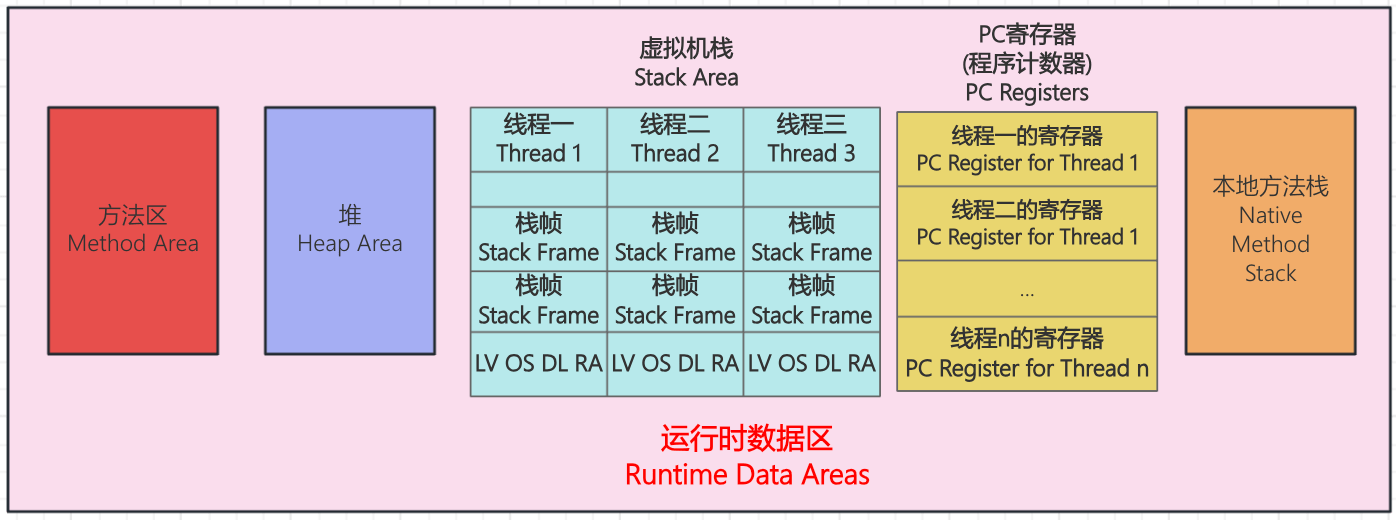 方法区
Method Area
堆
Heap Area
虚拟机栈
Stack Area
线程一
Thread 1
线程二
Thread 2
线程三
Thread 3
栈帧
Stack Frame
栈帧
Stack Frame
栈帧
Stack Frame
栈帧
Stack Frame
栈帧
Stack Frame
栈帧
Stack Frame
LV OS DL RA
LV OS DL RA
LV OS DL RA
PC寄存器
(程序计数器)
PC Registers
线程一的寄存器
PC Register for Thread 1
线程二的寄存器
PC Register for Thread 1
...
线程n的寄存器
PC Register for Thread n
本地方法栈
Native
Method
Stack
运行时数据区
Runtime Data Areas